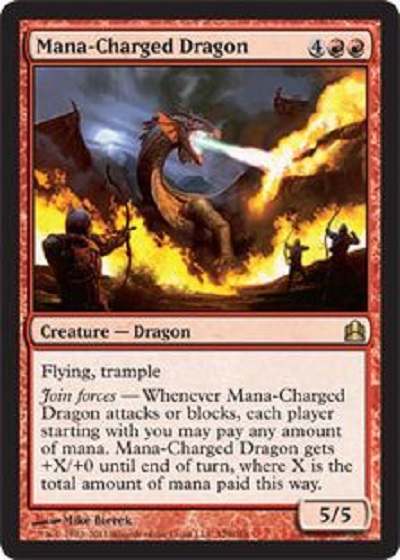 Mana-Charged Dragon 4
Creature — Dragon
Flying, trample
Join forces — Whenever Mana-Charged
Dragon attacks or blocks, each player
starting with you may pay any amount
of mana. Mana-Charged Dragon gets
+X/+0 until end of turn, where X is the
total amount of mana paid this way.
Mike Bierek
5/5